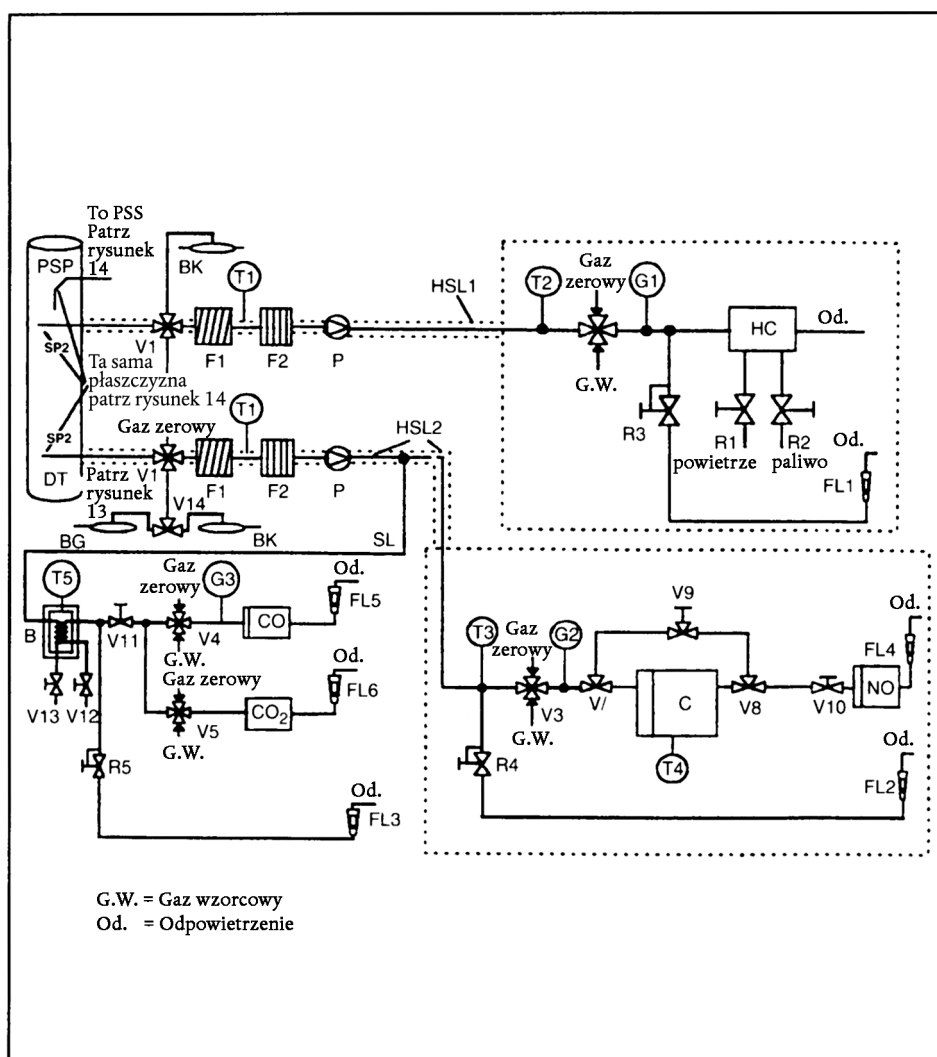 To PSS
Patrz
rysunek
14
PSP
BK
T1
HSL1
T2
Gaz
zerowy
G1
HC
Od.
SP2
V1
F1
F2
P
G.W.
Ta sama
płaszczyzna
patrz rysunek 14
R3
R1
powietrze
R2
paliwo
Od.
FL1
Gaz zerowy
T1
HSL2
SP2
DT
V1
F1
F2
P
Patrz
rysunek
13
V14
BG
BK
SL
T5
Gaz
zerowy
G3
CO
Od.
FL5
B
V11
V4
G.W.
Gaz zerowy
CO2
Od.
FL6
V13
V12
V5
G.W.
R5
Od.
FL3
V9
T3
Gaz
zerowy
G2
Od.
FL4
V3
G.W.
V/
C
V8
V10
NO
R4
T4
Od.
FL2
G.W. = Gaz wzorcowy
Od. = Odpowietrzenie